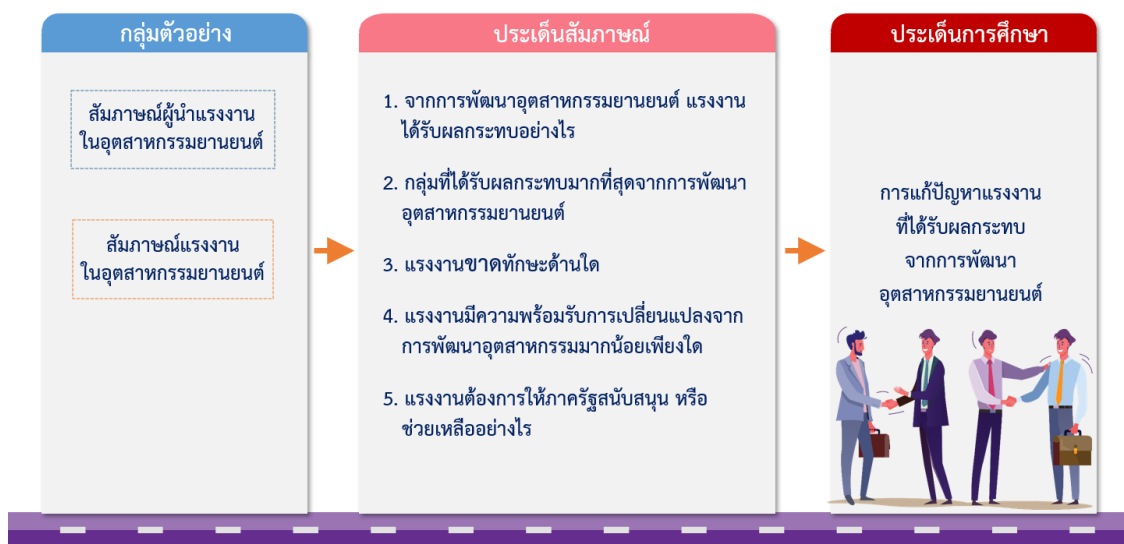 กลุ่มตัวอย่าง
สัมภาษณ์ผู้นำแรงงาน
ในอุตสาหกรรมยานยนต์
สัมภาษณ์แรงงาน
ในอุตสาหกรรมยานยนต์
ประเด็นสัมภาษณ์
1. จากการพัฒนาอุตสาหกรรมยานยนต์ แรงงาน
ได้รับผลกระทบอย่างไร
2. กลุ่มที่ได้รับผลกระทบมากที่สุดจากการพัฒนา
อุตสาหกรรมยานยนต์
3. แรงงานขาดทักษะด้านใด
4. แรงงานมีความพร้อมรับการเปลี่ยนแปลงจาก
การพัฒนาอุตสาหกรรมมากน้อยเพียงใด
5. แรงงานต้องการให้ภาครัฐสนับสนุน หรือ
ช่วยเหลืออย่างไร
ประเด็นการศึกษา
การแก้ปัญหาแรงงาน
ที่ได้รับผลกระทบ
จากการพัฒนา
อุตสาหกรรมยานยนต์